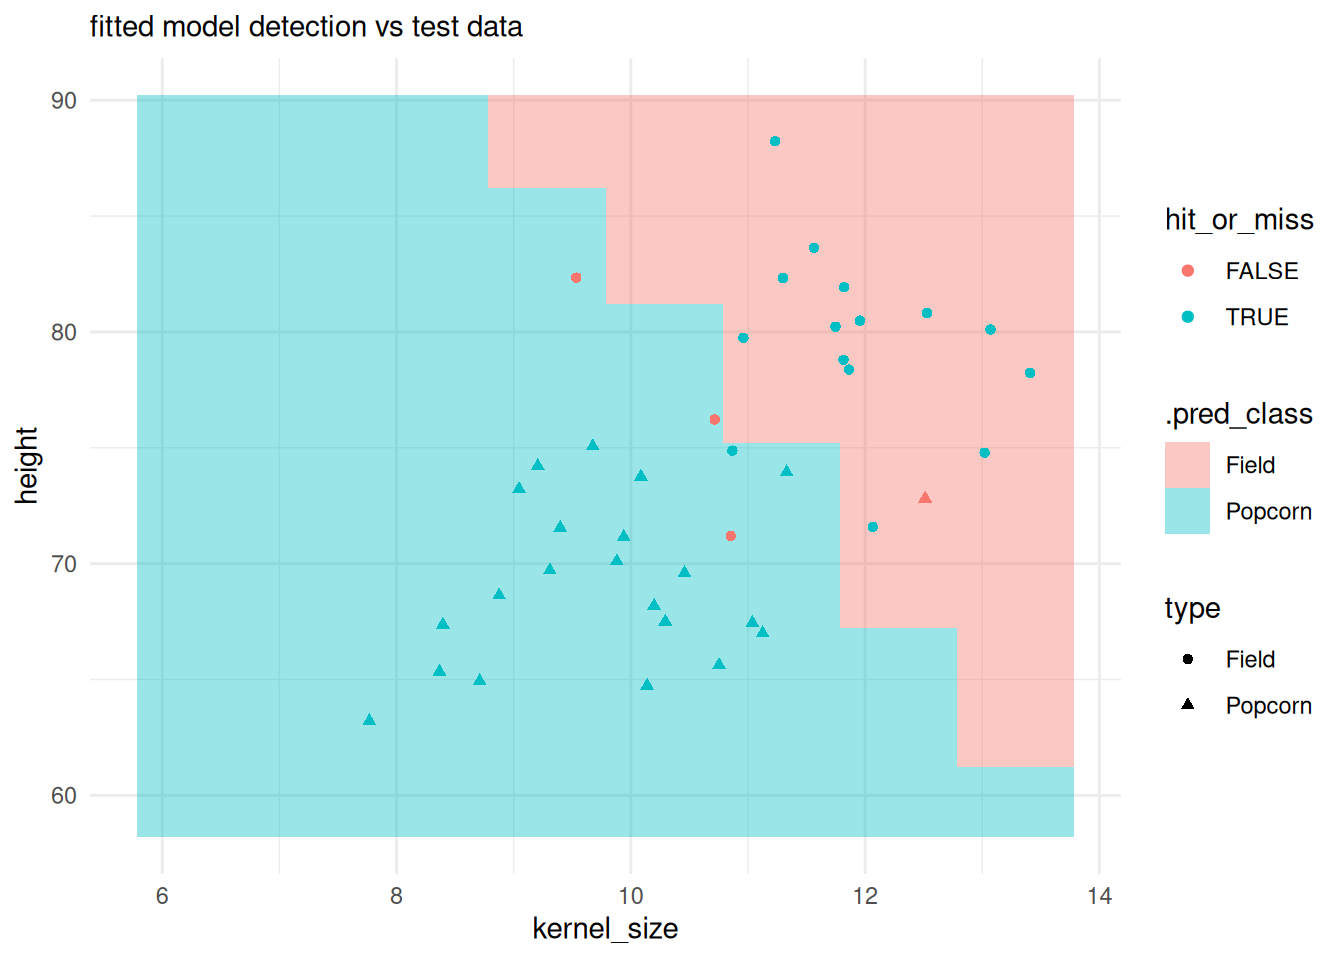 fitted model detection vs test data
90
80
70
60
height
6
8
10
12
14
kernel_size
hit_or_miss
FALSE
TRUE
.pred_class
Field
Popcorn
type
Field
Popcorn